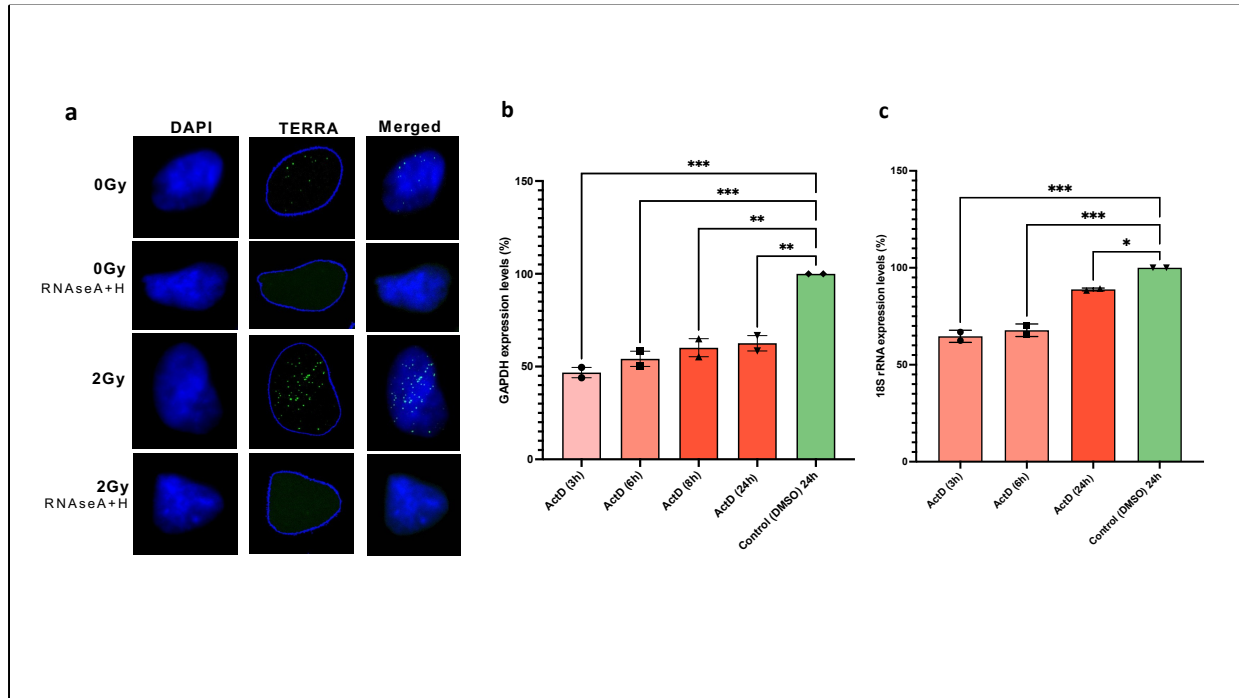 a
DAPI TERRA Merged
0Gy
0Gy
RNAseA+H
2Gy
2Gy
RNAseA+H
b
GAPDH expression levels (%)
150
100
50
0
***
***
**
**
ActD (3h)
ActD (6h)
ActD (6h)
ActD (24h)
Control (DMSO) 24h
c
18S rRNA expression levels (%)
150
100
50
0
***
***
*
ActD (3h)
ActD (6h)
ActD (24h)
Control (DMSO) 24h